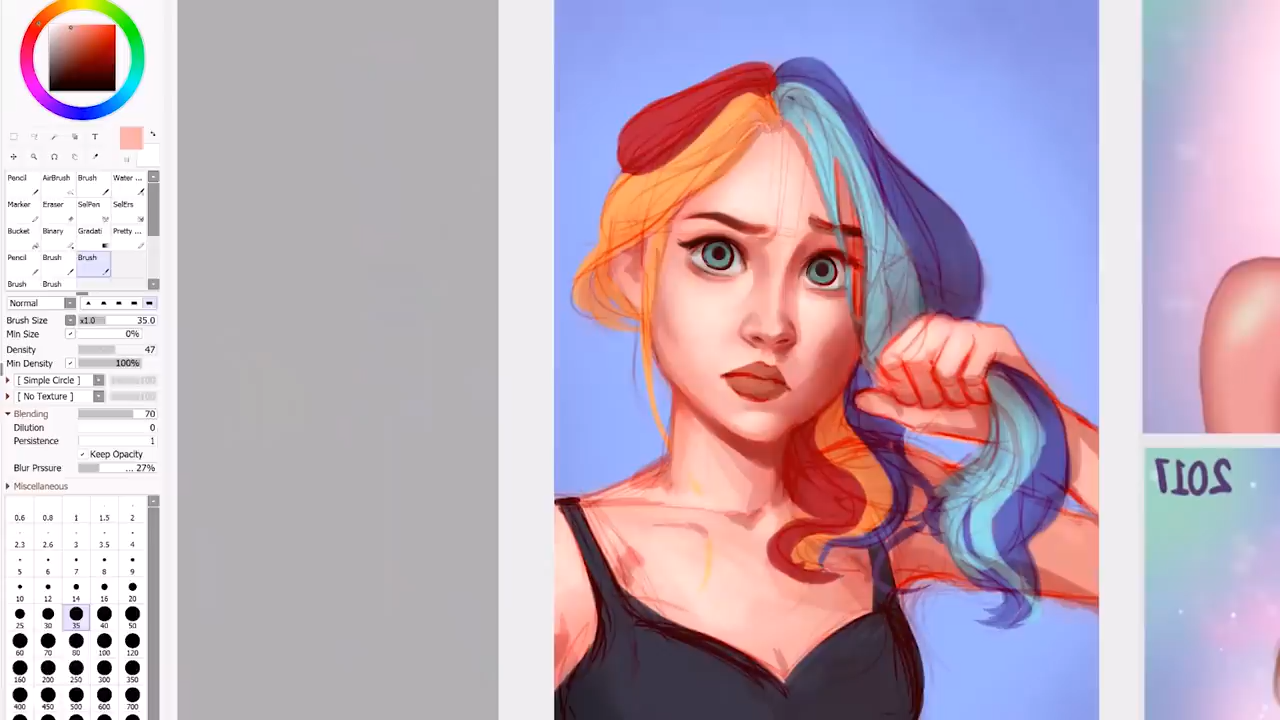 T
Pencil AirBrush Brush Water ...
Marker Eraser SelPen SelErs
Bucket Binary Gradati Pretty ...
Pencil Brush Brush
Brush Brush
Normal
Brush Size x1.0 35.0
Min Size 0%
Density 47
Min Density 100%
[ Simple Circle ]
[ No Texture ]
Blending 70
Dilution 0
Persistence 1
Keep Opacity
Blur Prssure ... 27%
Miscellaneous
0.6 0.8 1 1.5 2
2.3 2.6 3 3.5 4
5 6 7 8 9
10 12 14 16 20
25 30 35 40 50
60 70 80 100 120
160 200 250 300 350
400 450 500 600 700
2017